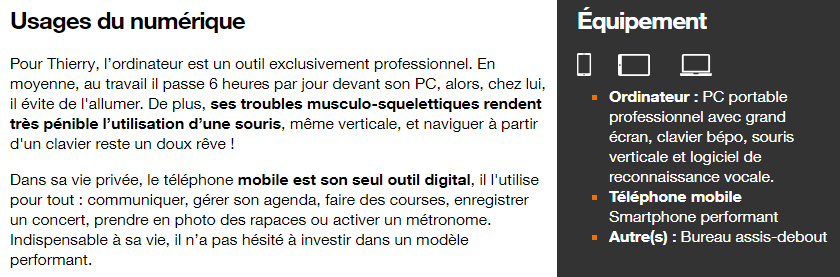 Usages du numérique
Pour Thierry, l’ordinateur est un outil exclusivement professionnel. En
moyenne, au travail il passe 6 heures par jour devant son PC, alors, chez lui,
il évite de l'allumer. De plus, ses troubles musculo-squelettiques rendent
très pénible l’utilisation d’une souris, même verticale, et naviguer à partir
d'un clavier reste un doux rêve !
Dans sa vie privée, le téléphone mobile est son seul outil digital, il l'utilise
pour tout : communiquer, gérer son agenda, faire des courses, enregistrer
un concert, prendre en photo des rapaces ou activer un métronome.
Indispensable à sa vie, il n’a pas hésité à investir dans un modèle
performant.
Équipement
Ordinateur : PC portable
professionnel avec grand
écran, clavier bépo, souris
verticale et logiciel de
reconnaissance vocale.
Téléphone mobile
Smartphone performant
Autre(s) : Bureau assis-debout